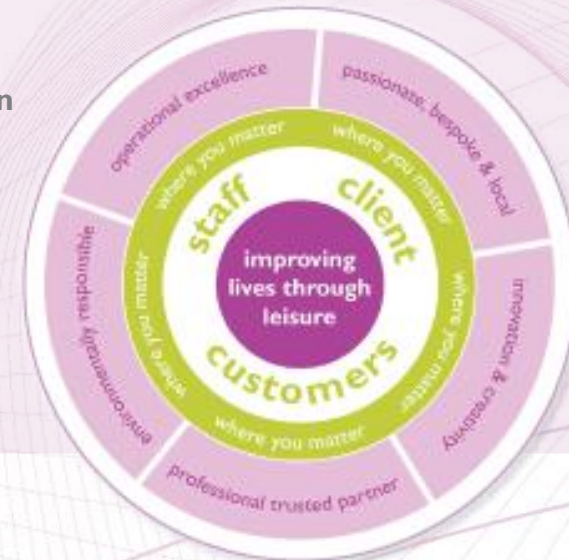 n
operational excellence
passionate, bespoke & local
innovation & creativity
professional trusted partner
environmentally responsible
where you matter
where you matter
where you matter
where you matter
where you matter
staff
client
customers
improving
lives through
leisure